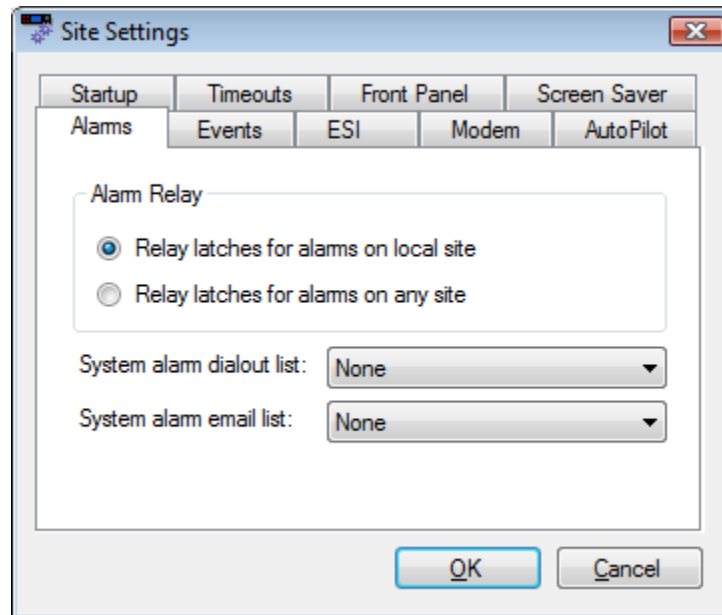 Site Settings
Startup Timeouts Front Panel Screen Saver
Alarms Events ESI Modem AutoPilot
Alarm Relay
Relay latches for alarms on local site
Relay latches for alarms on any site
System alarm dialout list: None
System alarm email list: None
OK Cancel